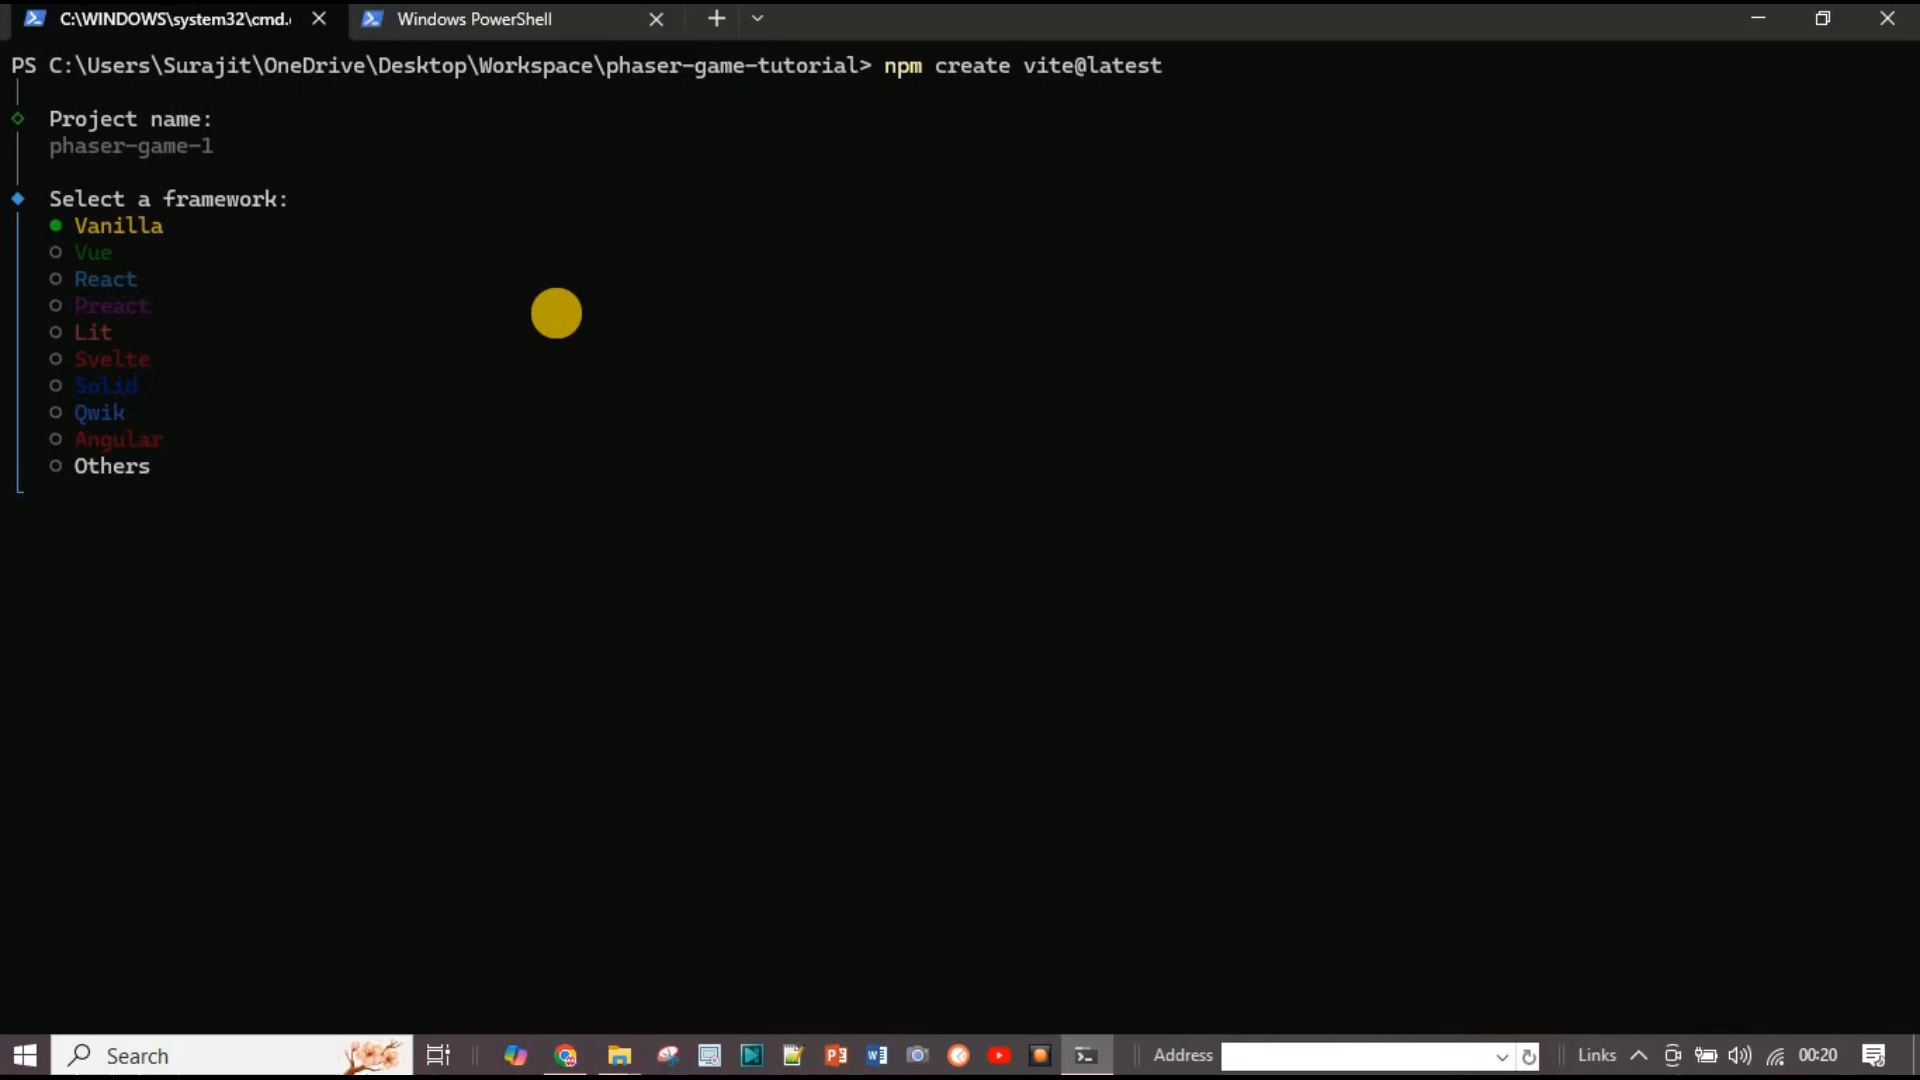 C:\WINDOWS\system32\cmd.
Windows PowerShell
PS C:\Users\Surajit\OneDrive\Desktop\Workspace\phaser-game-tutorial> npm create vite@latest
Project name:
phaser-game-1
Select a framework:
Vanilla
Vue
React
Preact
Lit
Svelte
Solid
Qwik
Angular
Others
Search
Address
Links
00:20